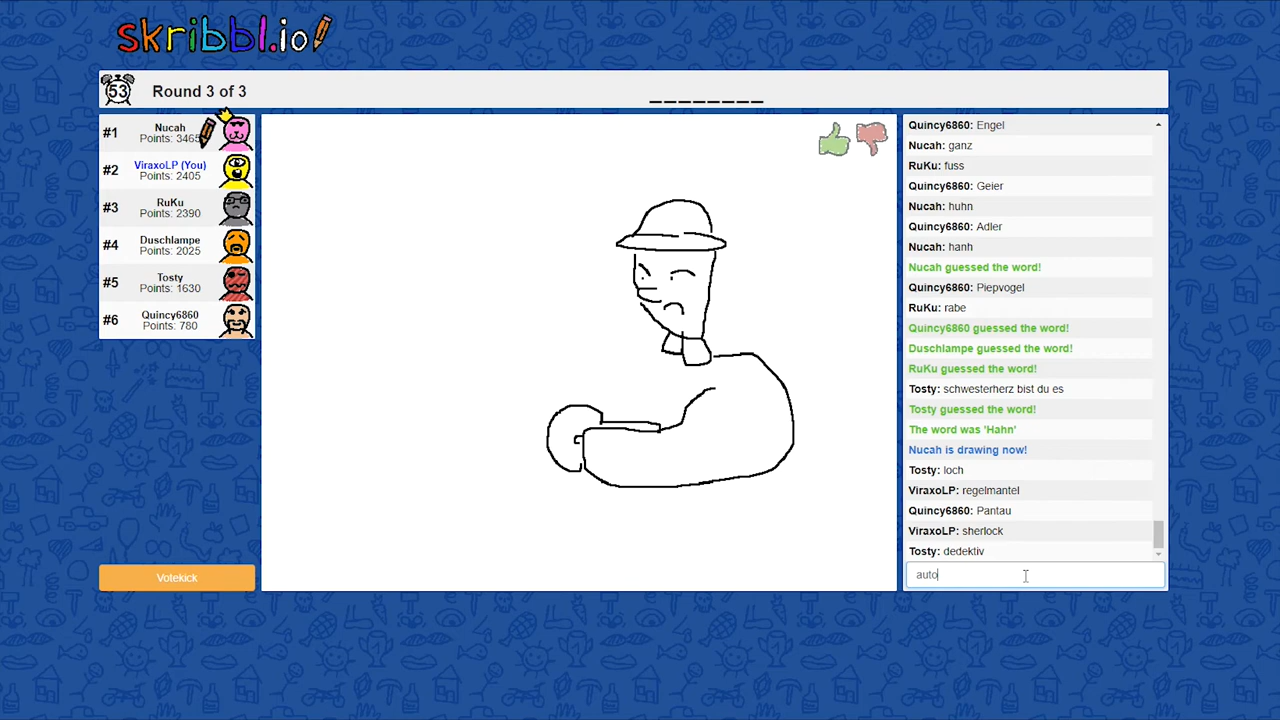 skribbl.io!
53 Round 3 of 3
________
#1 Nucah
Points: 3465
#2 ViraxoLP (You)
Points: 2405
#3 RuKu
Points: 2390
#4 Duschlampe
Points: 2025
#5 Tosty
Points: 1630
#6 Quincy6860
Points: 780
Votekick
Quincy6860: Engel
Nucah: ganz
RuKu: fuss
Quincy6860: Geier
Nucah: huhn
Quincy6860: Adler
Nucah: hanh
Nucah guessed the word!
Quincy6860: Piepvogel
RuKu: rabe
Quincy6860 guessed the word!
Duschlampe guessed the word!
RuKu guessed the word!
Tosty: schwesterherz bist du es
Tosty guessed the word!
The word was 'Hahn'
Nucah is drawing now!
Tosty: loch
ViraxoLP: regelmantel
Quincy6860: Pantau
ViraxoLP: sherlock
Tosty: dedektiv
auto